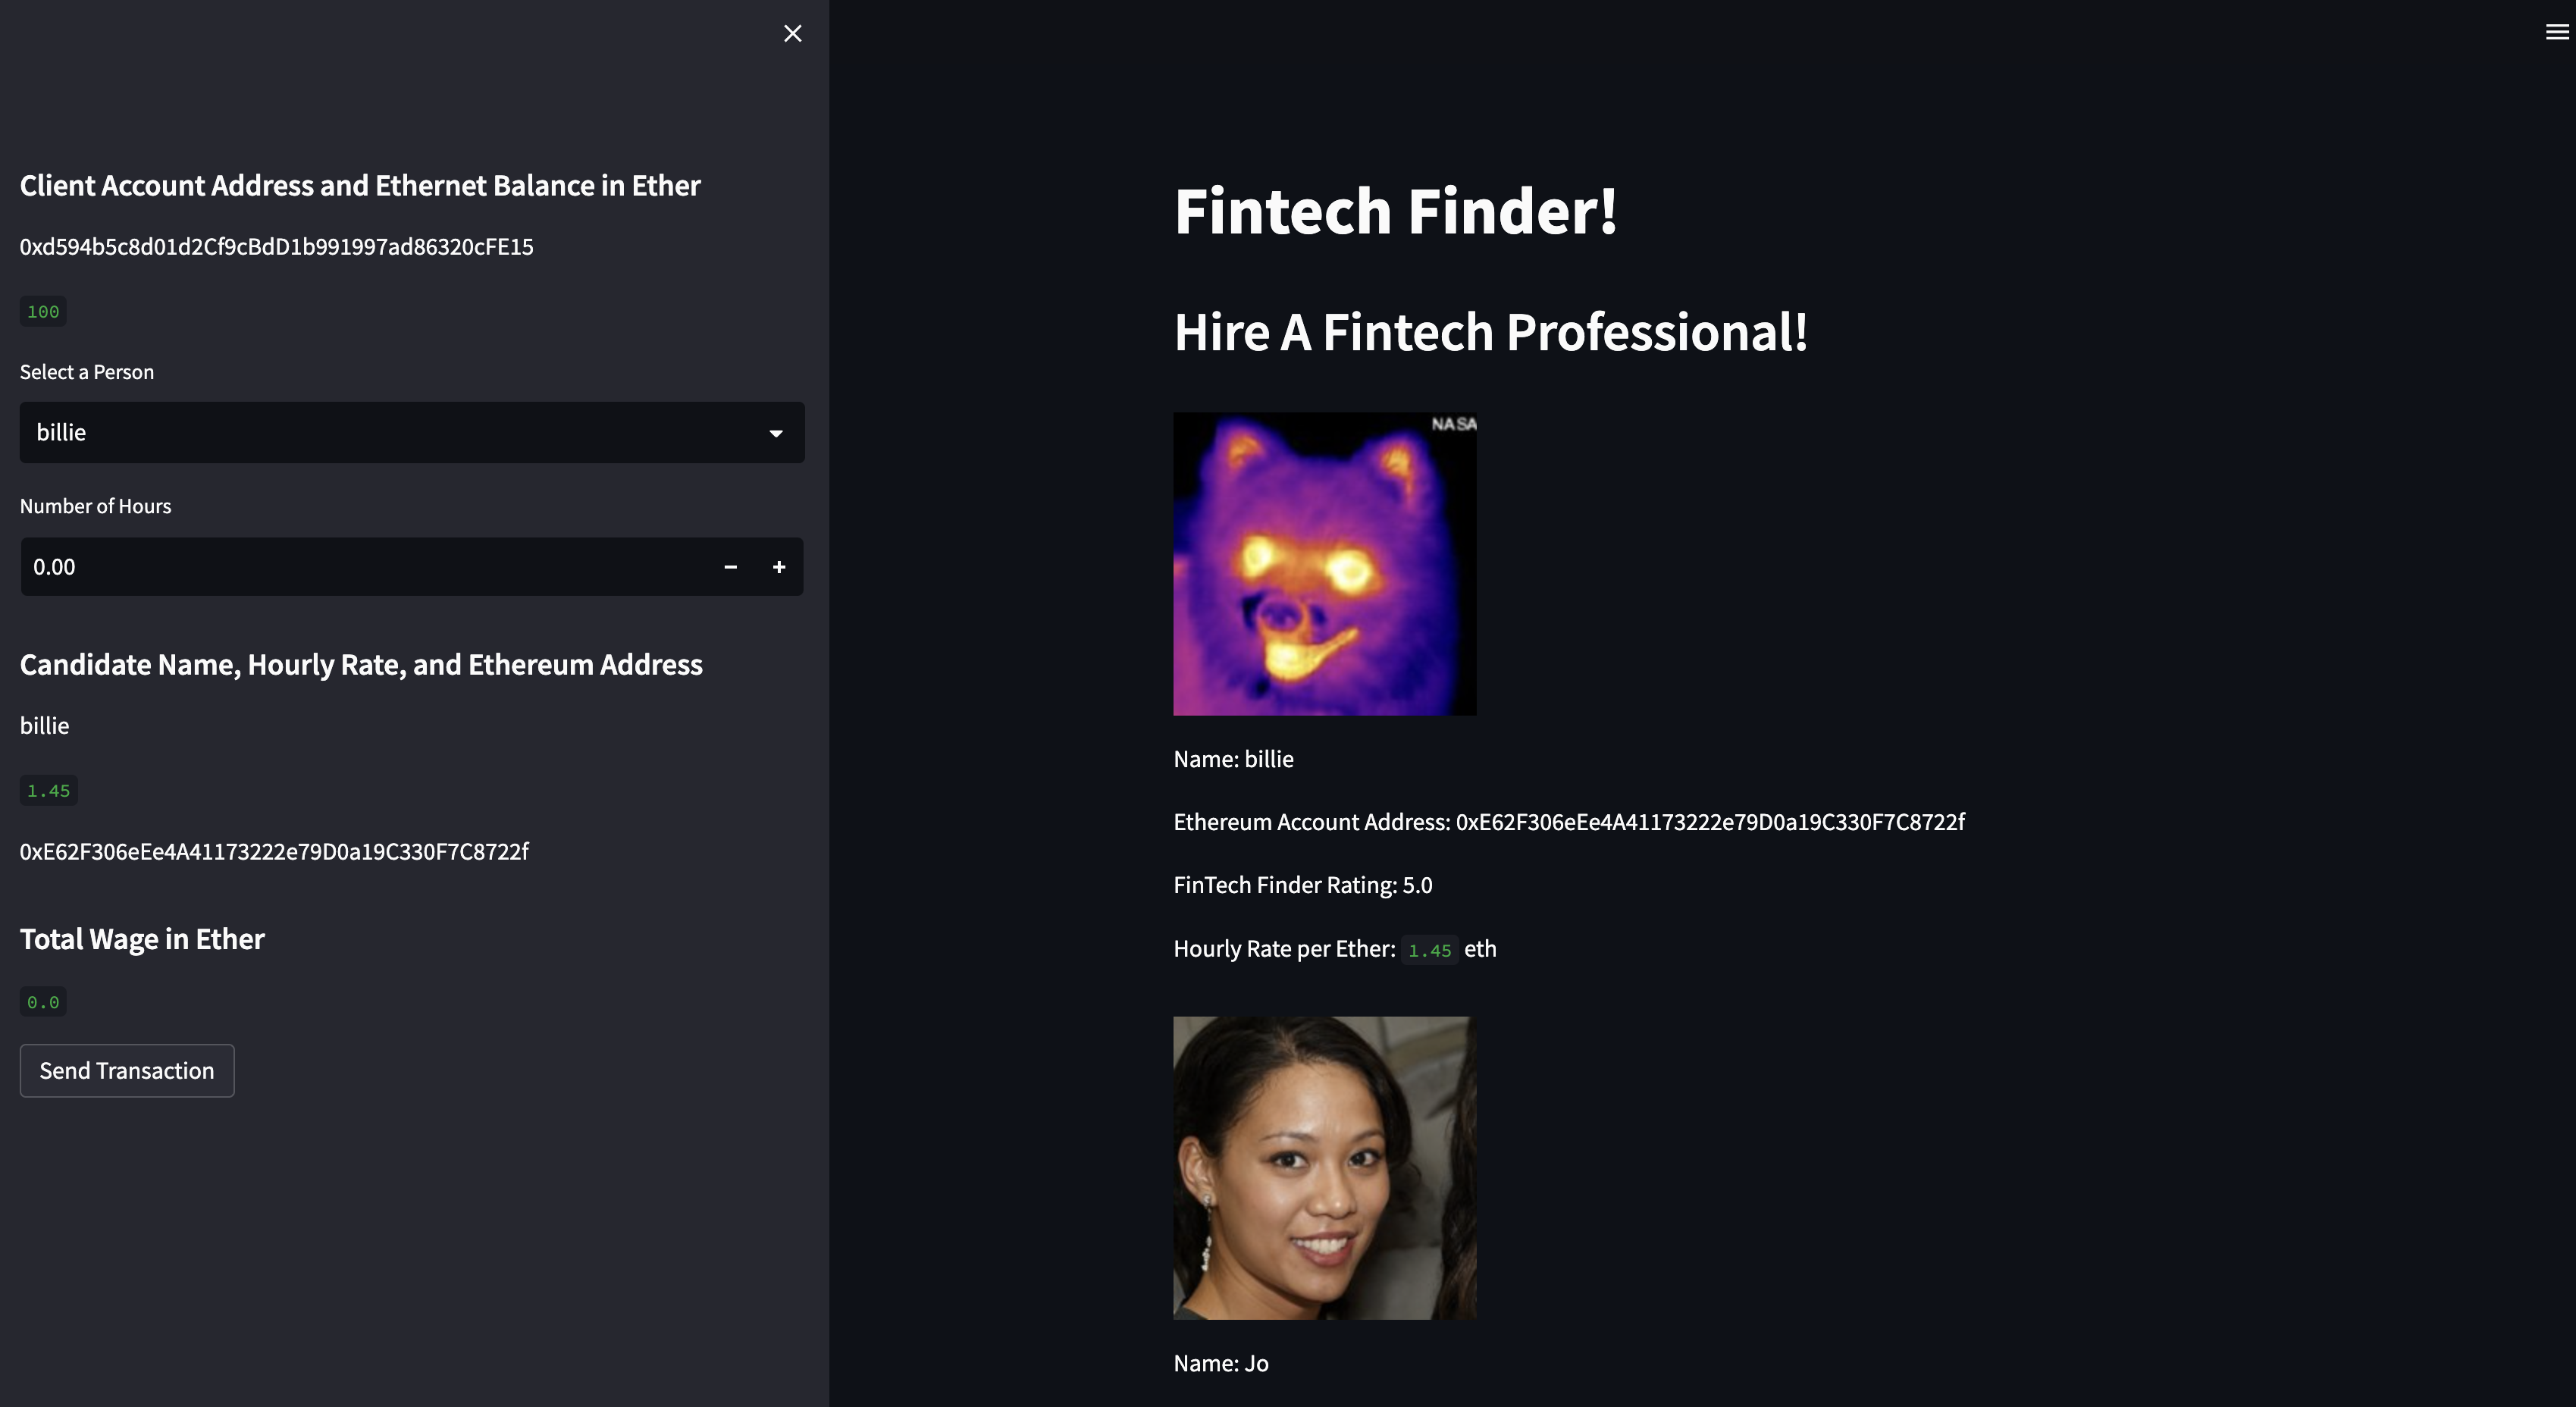 Client Account Address and Ethernet Balance in Ether
0xd594b5c8d01d2Cf9cBdD1b991997ad86320cFE15
100
Select a Person
billie
Number of Hours
0.00
Candidate Name, Hourly Rate, and Ethereum Address
billie
1.45
0xE62F306eEe4A41173222e79D0a19C330F7C8722f
Total Wage in Ether
0.0
Send Transaction
Fintech Finder!
Hire A Fintech Professional!
NASA
Name: billie
Ethereum Account Address: 0xE62F306eEe4A41173222e79D0a19C330F7C8722f
FinTech Finder Rating: 5.0
Hourly Rate per Ether: 1.45 eth
Name: Jo